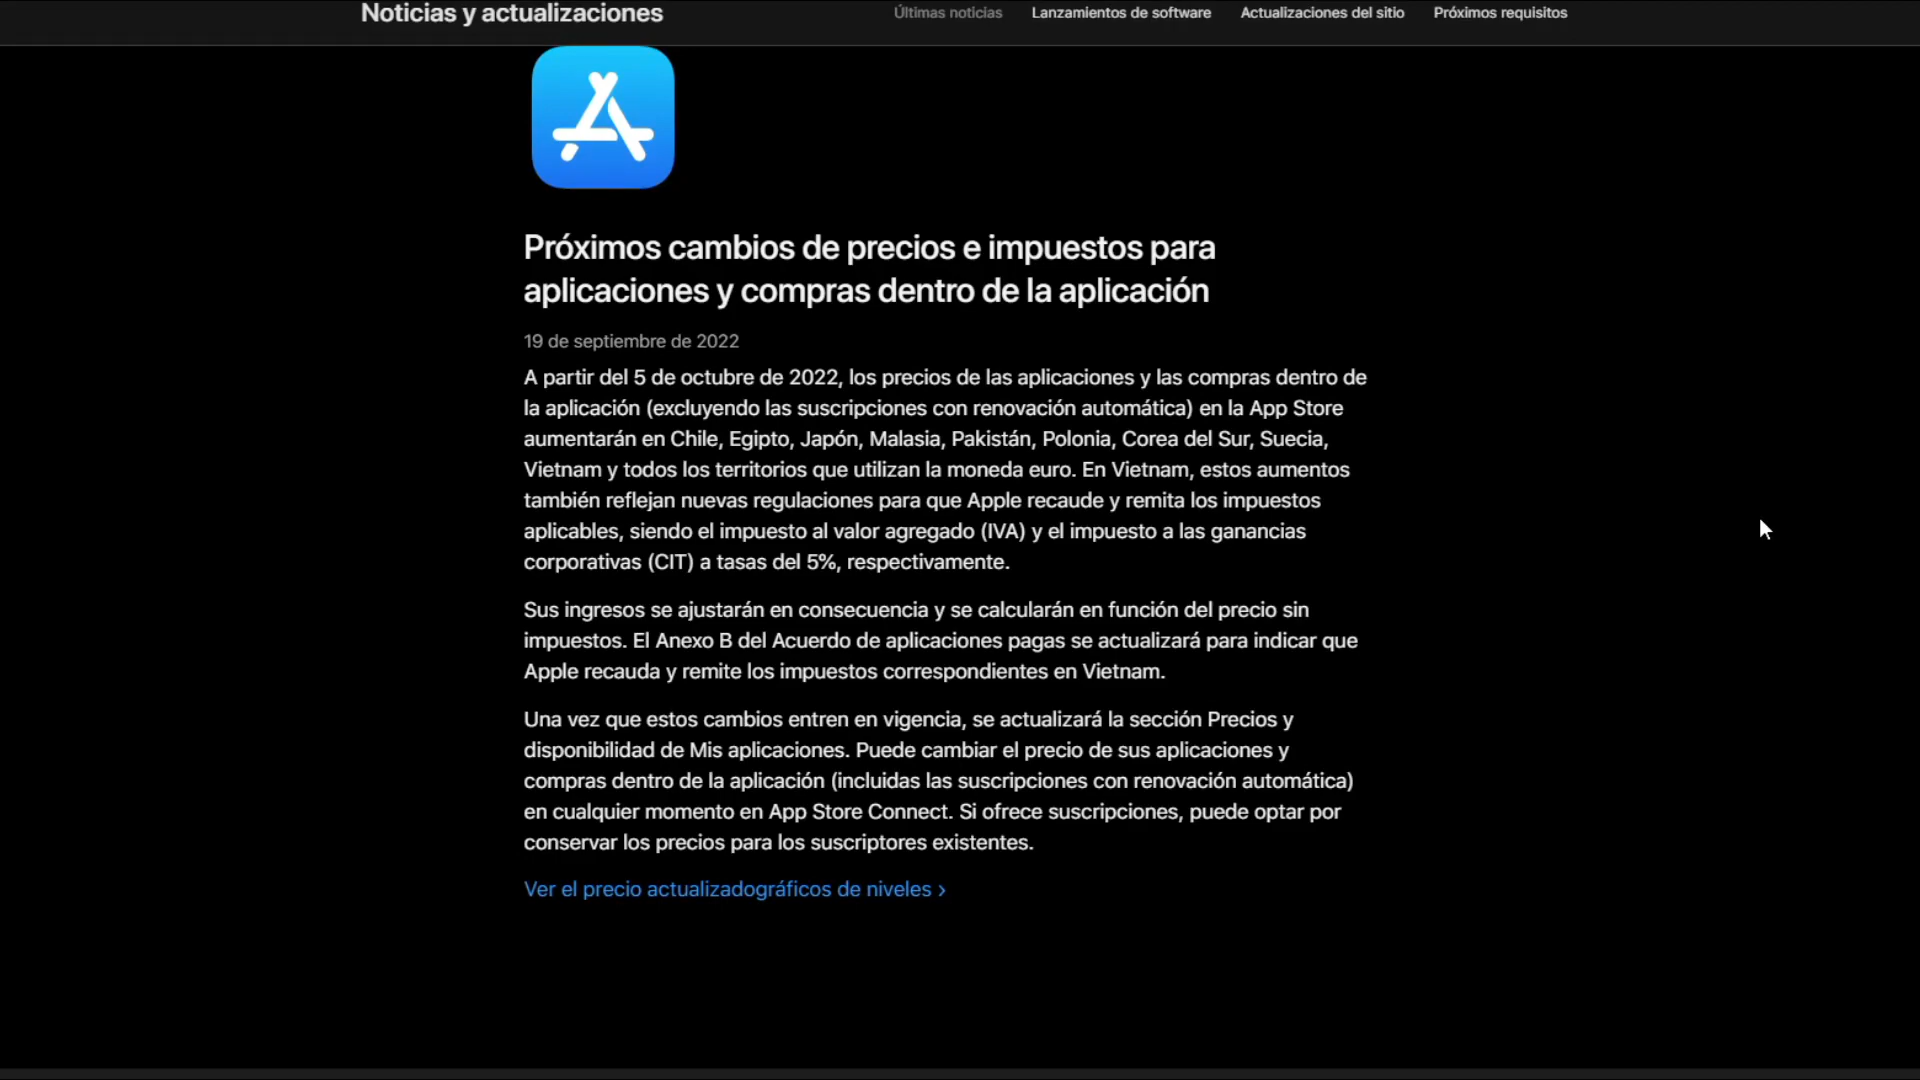 Noticias y actualizaciones
Últimas noticias Lanzamientos de software Actualizaciones del sitio Próximos requisitos
Próximos cambios de precios e impuestos para
aplicaciones y compras dentro de la aplicación
19 de septiembre de 2022
A partir del 5 de octubre de 2022, los precios de las aplicaciones y las compras dentro de
la aplicación (excluyendo las suscripciones con renovación automática) en la App Store
aumentarán en Chile, Egipto, Japón, Malasia, Pakistán, Polonia, Corea del Sur, Suecia,
Vietnam y todos los territorios que utilizan la moneda euro. En Vietnam, estos aumentos
también reflejan nuevas regulaciones para que Apple recaude y remita los impuestos
aplicables, siendo el impuesto al valor agregado (IVA) y el impuesto a las ganancias
corporativas (CIT) a tasas del 5%, respectivamente.
Sus ingresos se ajustarán en consecuencia y se calcularán en función del precio sin
impuestos. El Anexo B del Acuerdo de aplicaciones pagas se actualizará para indicar que
Apple recauda y remite los impuestos correspondientes en Vietnam.
Una vez que estos cambios entren en vigencia, se actualizará la sección Precios y
disponibilidad de Mis aplicaciones. Puede cambiar el precio de sus aplicaciones y
compras dentro de la aplicación (incluidas las suscripciones con renovación automática)
en cualquier momento en App Store Connect. Si ofrece suscripciones, puede optar por
conservar los precios para los suscriptores existentes.
Ver el precio actualizadográficos de niveles ›